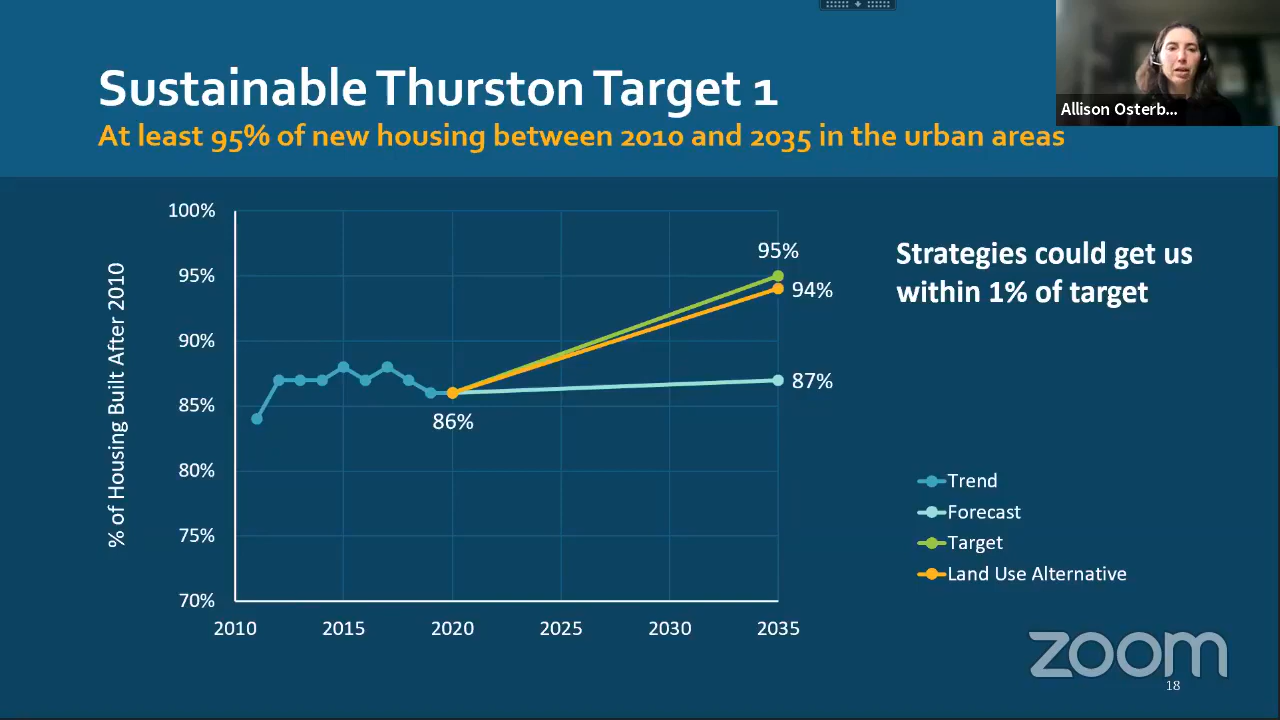 Sustainable Thurston Target 1
At least 95% of new housing between 2010 and 2035 in the urban areas
Allison Osterb...
% of Housing Built After 2010
100%
95%
90%
85%
80%
75%
70%
2010 2015 2020 2025 2030 2035
86%
95%
94%
87%
Strategies could get us
within 1% of target
Trend
Forecast
Target
Land Use Alternative
zoom
18